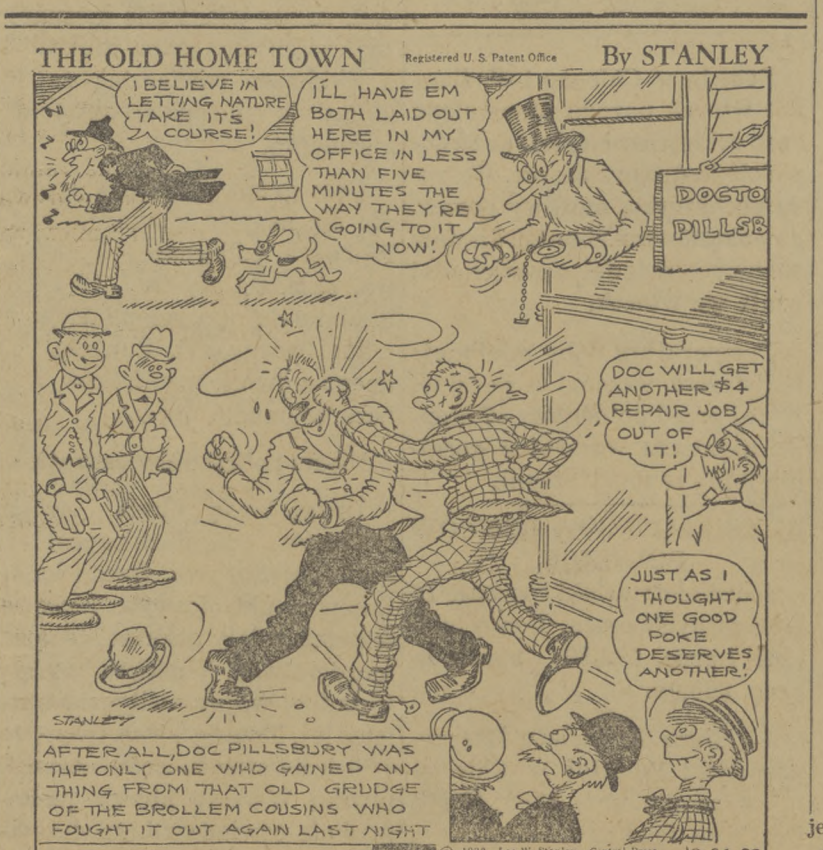 THE OLD HOME TOWN
Registered U. S. Patent Office
By STANLEY
I BELIEVE IN
LETTING NATURE
TAKE IT'S
COURSE!
I'LL HAVE ÉM
BOTH LAID OUT
HERE IN MY
OFFICE IN LESS
THAN FIVE
MINUTES THE
WAY THEY'RE
GOING TO IT
NOW!
DOCTO
PILLSB
DOC WILL GET
ANOTHER $4
REPAIR JOB
OUT OF
IT!
JUST AS I
THOUGHT—
ONE GOOD
POKE
DESERVES
ANOTHER!
STANLEY
AFTER ALL, DOC PILLSBURY WAS
THE ONLY ONE WHO GAINED ANY
THING FROM THAT OLD GRUDGE
OF THE BROLLEM COUSINS WHO
FOUGHT IT OUT AGAIN LAST NIGHT
je